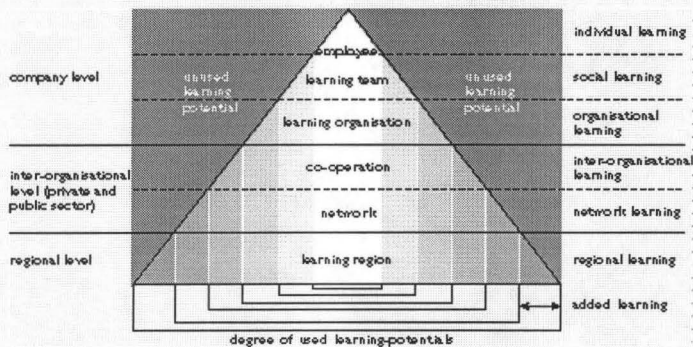 individual learning
employee
company level
unused
learning
potential
learning team
unused
learning
potential
social learning
learning organisation
organisational
learning
inter-organisational
level (private and
public sector)
co-operation
inter-organisational
learning
network
network learning
regional level
learning region
regional learning
added learning
degree of used learning-potentials